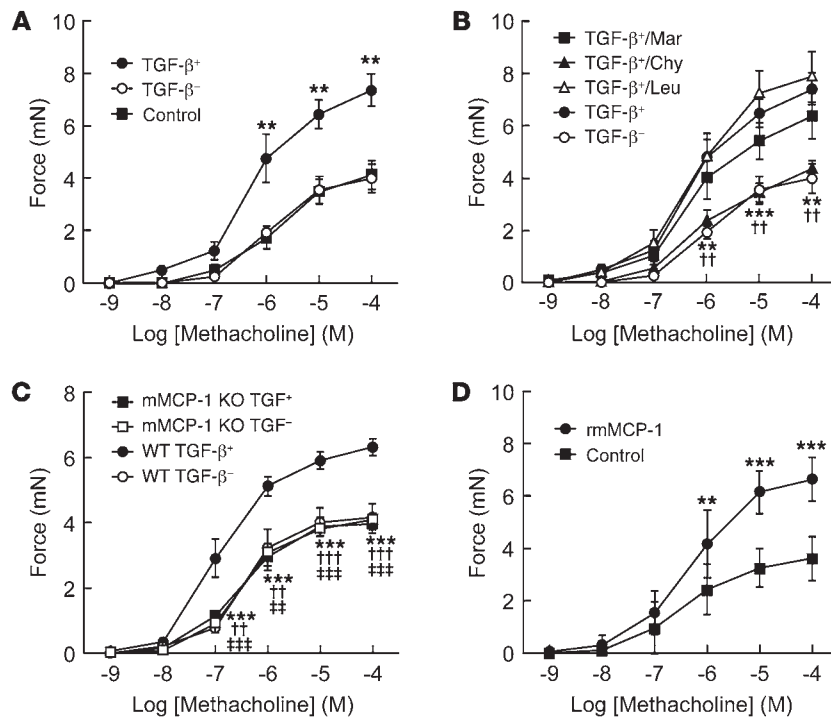 A
10
8
6
4
2
0
Force (mN)
TGF-β⁺
TGF-β⁻
Control
**
**
**
-9 -8 -7 -6 -5 -4
Log [Methacholine] (M)
B
10
8
6
4
2
0
Force (mN)
TGF-β⁺/Mar
TGF-β⁺/Chy
TGF-β⁺/Leu
TGF-β⁺
TGF-β⁻
**
††
***
††
**
††
-9 -8 -7 -6 -5 -4
Log [Methacholine] (M)
C
8
6
4
2
0
Force (mN)
mMCP-1 KO TGF⁺
mMCP-1 KO TGF⁻
WT TGF-β⁺
WT TGF-β⁻
***
††
‡‡‡
***
††
‡‡
***
†††
‡‡‡
***
†††
‡‡‡
-9 -8 -7 -6 -5 -4
Log [Methacholine] (M)
D
10
8
6
4
2
0
Force (mN)
rmMCP-1
Control
**
***
***
-9 -8 -7 -6 -5 -4
Log [Methacholine] (M)